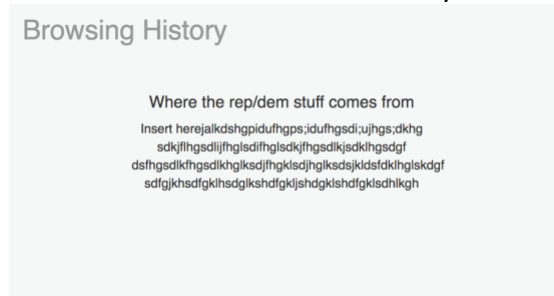 Browsing History
Where the rep/dem stuff comes from
Insert herejalkdshgpidufhgps;idufhgsdi;ujhgs;dkhg
sdkjflhgsdlijfhglsdifhglsdkjfhgsdlkjsdklhgsdgf
dsfhgsdlkfhgsdlkhglksdjfhgklsdjhglksdsjkldsfdklhglskdgf
sdfgjkhsdfgklhsdglkshdfgkljshdgklshdfgklsdhlkgh